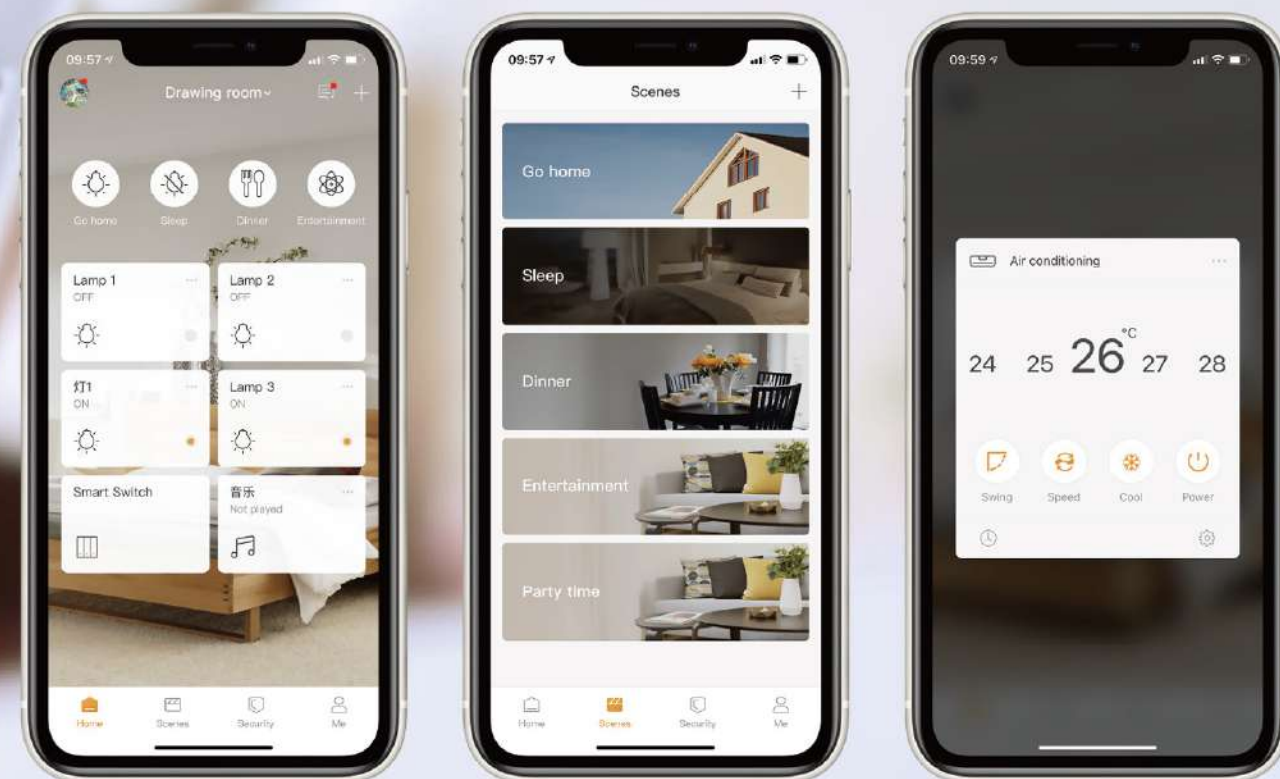 09:57
Drawing room
Go home
Sleep
Dinner
Entertainment
Lamp 1
OFF
Lamp 2
OFF
灯1
ON
Lamp 3
ON
Smart Switch
音乐
Not played
Home
Scenes
Security
Me
09:57
Scenes
Go home
Sleep
Dinner
Entertainment
Party time
Home
Scenes
Security
Me
09:59
Air conditioning
24 25 26 °C 27 28
Swing
Speed
Cool
Power